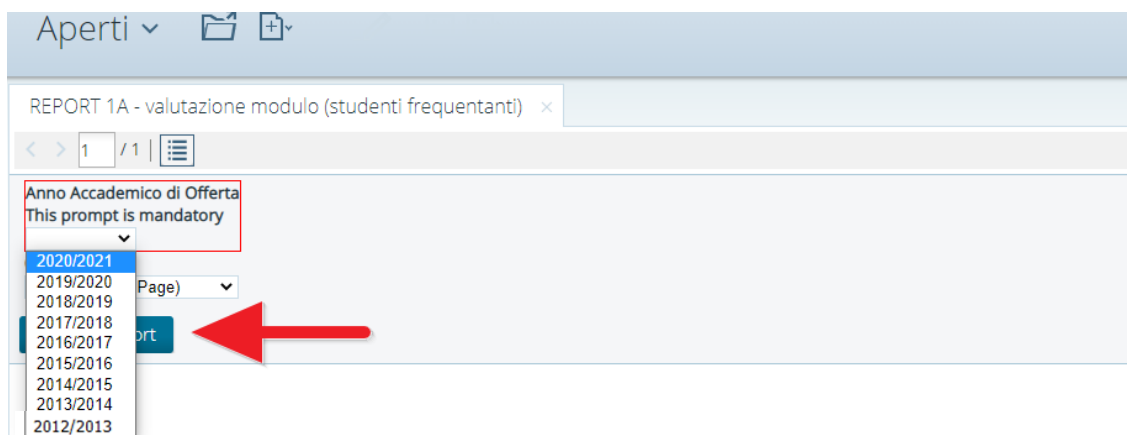 Aperti
REPORT 1A - valutazione modulo (studenti frequentanti) ×
< > 1 / 1
Anno Accademico di Offerta
This prompt is mandatory
2020/2021
2019/2020
Page)
2018/2019
2017/2018
ort
2016/2017
2015/2016
2014/2015
2013/2014
2012/2013